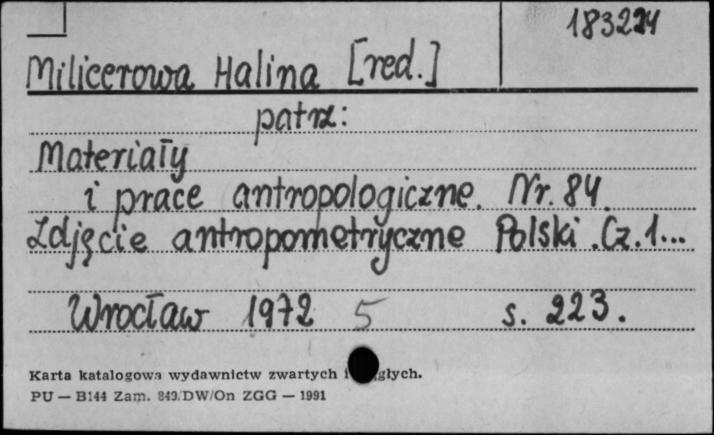 183224
Milicerowa Halina [red.]
patrz:
Materiały
i prace antropologiczne. Nr. 84
Zdjęcie antropometryczne Polski. Cz. 1...
Wrocław 1972 5 s. 223.
Karta katalogowa wydawnictw zwartych i głych.
PU — B144 Zam. 849/DW/On ZGG — 1991